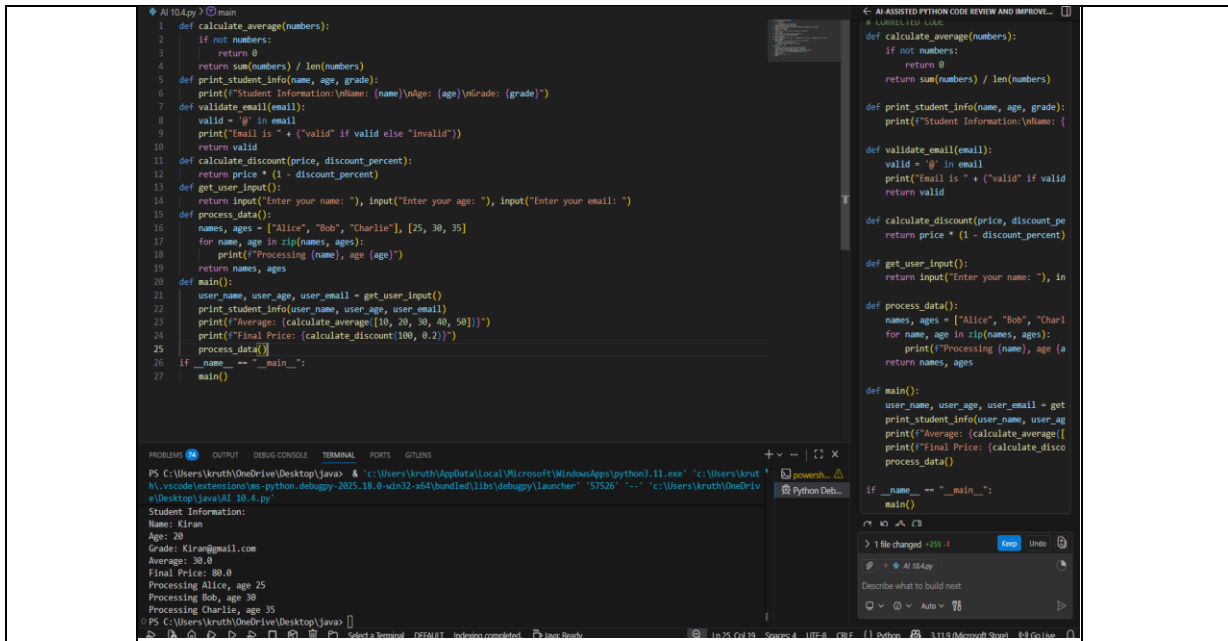 AI 10.4.py > main
1 def calculate_average(numbers):
2     if not numbers:
3         return 0
4     return sum(numbers) / len(numbers)
5 def print_student_info(name, age, grade):
6     print(f"Student Information:\nName: {name}\nAge: {age}\nGrade: {grade}")
7 def validate_email(email):
8     valid = '@' in email
9     print("Email is " + ("valid" if valid else "invalid"))
10     return valid
11 def calculate_discount(price, discount_percent):
12     return price * (1 - discount_percent)
13 def get_user_input():
14     return input("Enter your name: "), input("Enter your age: "), input("Enter your email: ")
15 def process_data():
16     names, ages = ["Alice", "Bob", "Charlie"], [25, 30, 35]
17     for name, age in zip(names, ages):
18         print(f"Processing {name}, age {age}")
19     return names, ages
20 def main():
21     user_name, user_age, user_email = get_user_input()
22     print_student_info(user_name, user_age, user_email)
23     print(f"Average: {calculate_average([10, 20, 30, 40, 50])}")
24     print(f"Final Price: {calculate_discount(100, 0.2)}")
25     process_data()
26 if __name__ == "__main__":
27     main()
PROBLEMS 74 OUTPUT DEBUG CONSOLE TERMINAL PORTS GITLENS
PS C:\Users\kruth\OneDrive\Desktop\java> & 'c:\Users\kruth\AppData\Local\Microsoft\WindowsApps\python3.11.exe' 'c:\Users\krut
h\.vscode\extensions\ms-python.debugpy-2025.18.0-win32-x64\bundled\libs\debugpy\launcher' '57526' '--' 'c:\Users\kruth\OneDriv
e\Desktop\java\AI 10.4.py'
Student Information:
Name: Kiran
Age: 20
Grade: Kiran@gmail.com
Average: 30.0
Final Price: 80.0
Processing Alice, age 25
Processing Bob, age 30
Processing Charlie, age 35
PS C:\Users\kruth\OneDrive\Desktop\java>
powersh...
Python Deb...
AI-ASSISTED PYTHON CODE REVIEW AND IMPROVE...
# CORRECTED CODE
def calculate_average(numbers):
    if not numbers:
        return 0
    return sum(numbers) / len(numbers)
def print_student_info(name, age, grade):
    print(f"Student Information:\nName: {
def validate_email(email):
    valid = '@' in email
    print("Email is " + ("valid" if valid
    return valid
def calculate_discount(price, discount_pe
    return price * (1 - discount_percent)
def get_user_input():
    return input("Enter your name: "), in
def process_data():
    names, ages = ["Alice", "Bob", "Charl
    for name, age in zip(names, ages):
        print(f"Processing {name}, age {a
    return names, ages
def main():
    user_name, user_age, user_email = get
    print_student_info(user_name, user_ag
    print(f"Average: {calculate_average([
    print(f"Final Price: {calculate_disco
    process_data()
if __name__ == "__main__":
    main()
> 1 file changed +255 -1 Keep Undo
AI 10.4.py
Describe what to build next
Auto
Select a Terminal DEFAULT Indexing completed. Java: Ready Ln 25, Col 19 Spaces: 4 UTF-8 CRLF {} Python 3.11.9 (Microsoft Store) Go Live